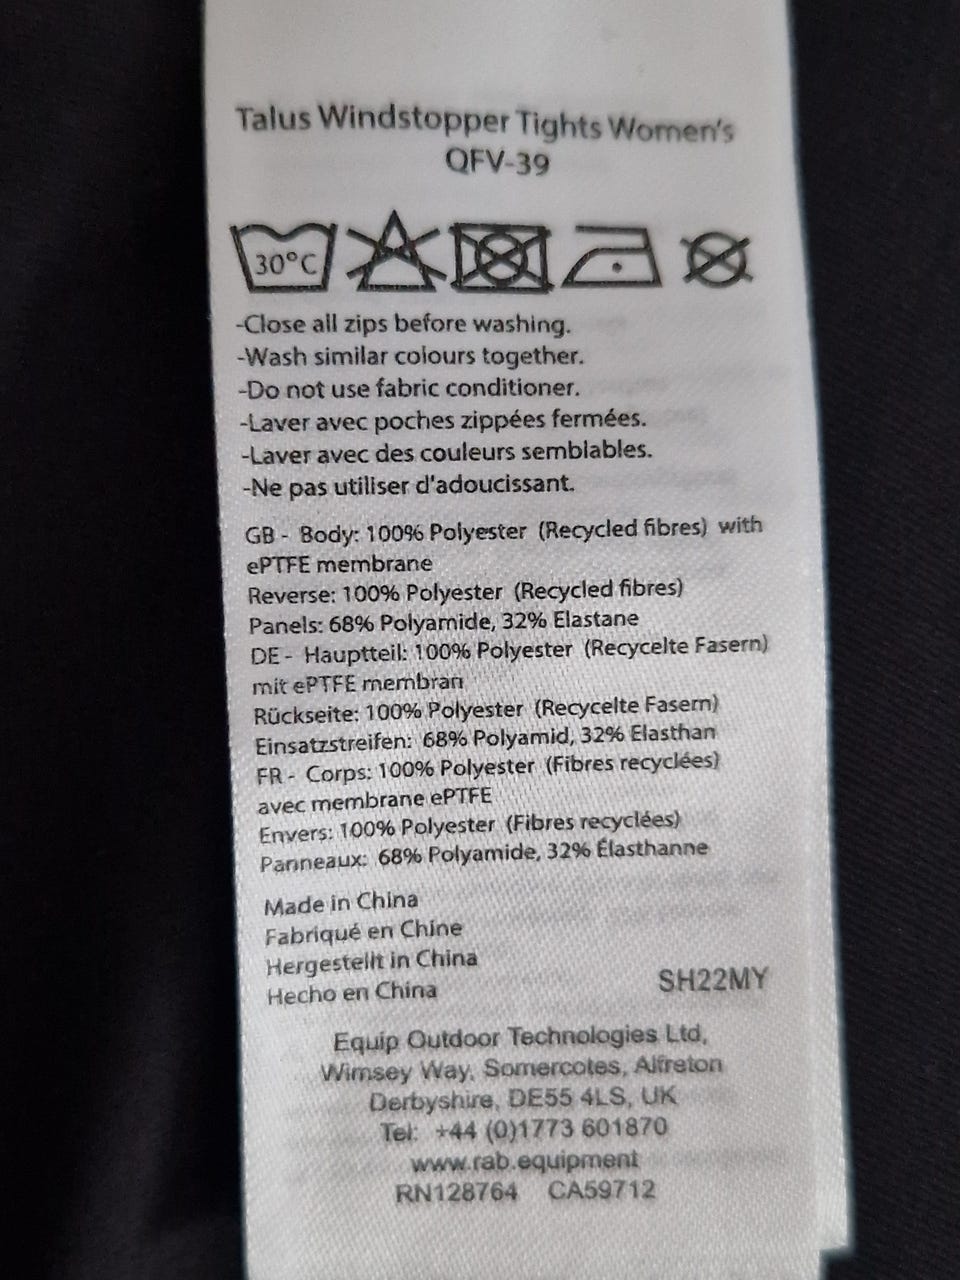 Talus Windstopper Tights Women's
QFV-39
30°C
-Close all zips before washing.
-Wash similar colours together.
-Do not use fabric conditioner.
-Laver avec poches zippées fermées.
-Laver avec des couleurs semblables.
-Ne pas utiliser d'adoucissant.
GB - Body: 100% Polyester (Recycled fibres) with
ePTFE membrane
Reverse: 100% Polyester (Recycled fibres)
Panels: 68% Polyamide, 32% Elastane
DE - Hauptteil: 100% Polyester (Recycelte Fasern)
mit ePTFE membran
Rückseite: 100% Polyester (Recycelte Fasern)
Einsatzstreifen: 68% Polyamid, 32% Elasthan
FR - Corps: 100% Polyester (Fibres recyclées)
avec membrane ePTFE
Envers: 100% Polyester (Fibres recyclées)
Panneaux: 68% Polyamide, 32% Élasthanne
Made in China
Fabriqué en Chine
Hergestellt in China
Hecho en China SH22MY
Equip Outdoor Technologies Ltd,
Wimsey Way, Somercotes, Alfreton
Derbyshire, DE55 4LS, UK
Tel: +44 (0)1773 601870
www.rab.equipment
RN128764 CA59712